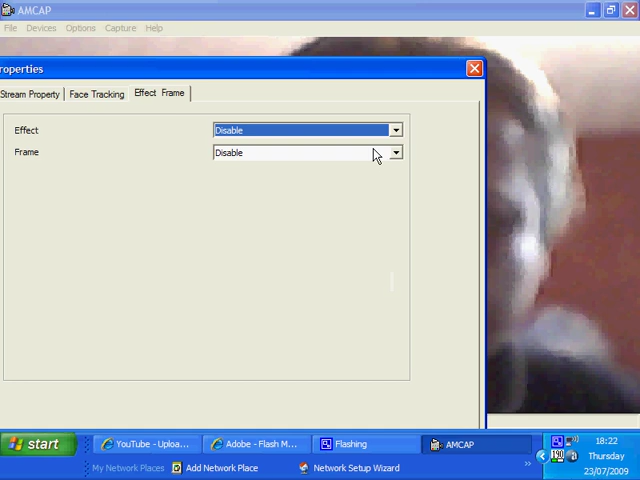 AMCAP
File Devices Options Capture Help
roperties
Stream Property Face Tracking Effect Frame
Effect Disable
Frame Disable
start YouTube - Uploa... Adobe - Flash M... Flashing AMCAP 18:22
My Network Places Add Network Place Network Setup Wizard » Thursday
23/07/2009